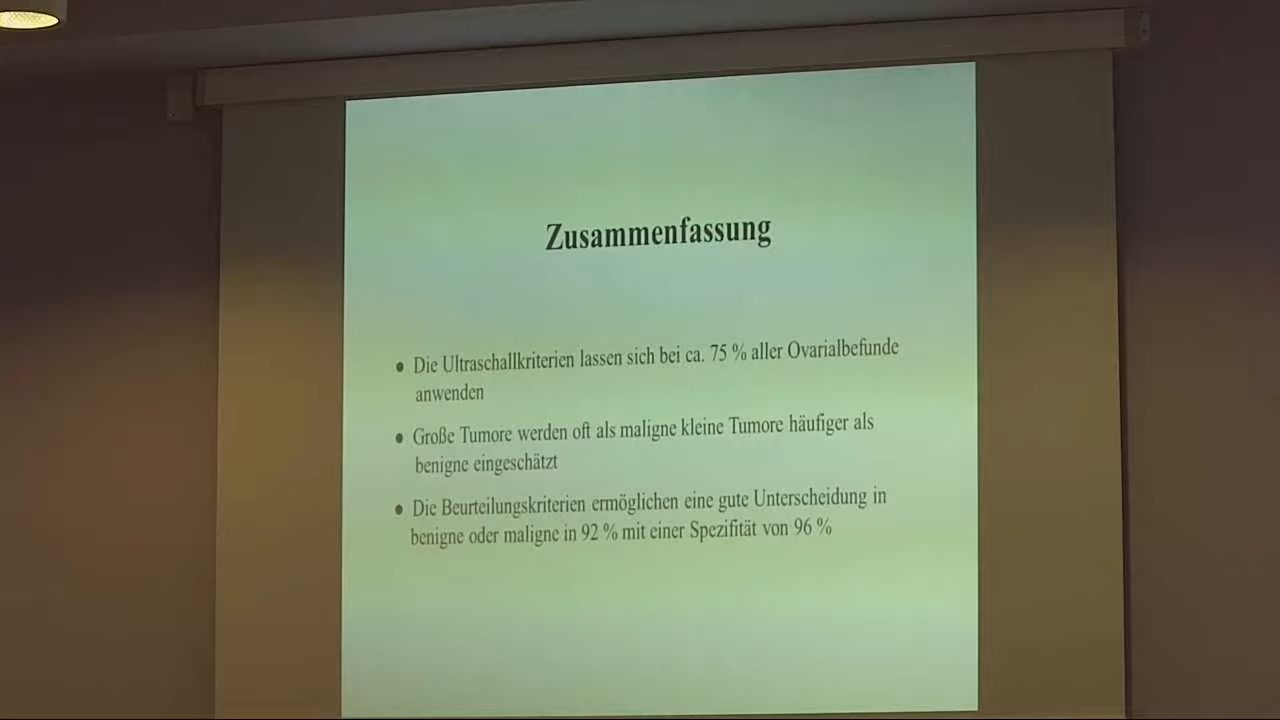 Zusammenfassung
● Die Ultraschallkriterien lassen sich bei ca. 75 % aller Ovarialbefunde
anwenden
● Große Tumore werden oft als maligne kleine Tumore häufiger als
benigne eingeschätzt
● Die Beurteilungskriterien ermöglichen eine gute Unterscheidung in
benigne oder maligne in 92 % mit einer Spezifität von 96 %